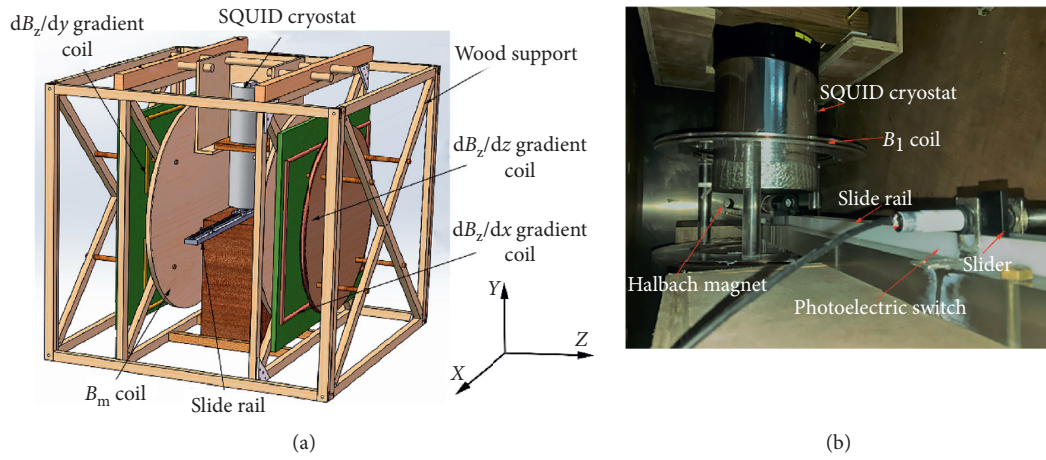 SQUID cryostat
dB_z/dy gradient
coil
Wood support
dB_z/dz gradient
coil
dB_z/dx gradient
coil
Y
Z
X
B_m coil
Slide rail
(a)
SQUID cryostat
B_1 coil
Slide rail
Halbach magnet
Slider
Photoelectric switch
(b)